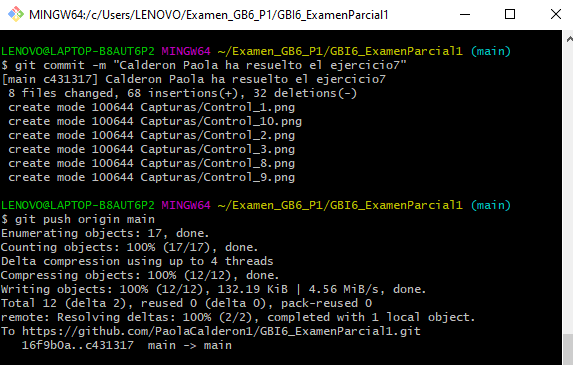 MINGW64:/c/Users/LENOVO/Examen_GB6_P1/GBI6_ExamenParcial1
LENOVO@LAPTOP-B8AUT6P2 MINGW64 ~/Examen_GB6_P1/GBI6_ExamenParcial1 (main)
$ git commit -m "Calderon Paola ha resuelto el ejercicio7"
[main c431317] Calderon Paola ha resuelto el ejercicio7
 8 files changed, 68 insertions(+), 32 deletions(-)
 create mode 100644 Capturas/Control_1.png
 create mode 100644 Capturas/Control_10.png
 create mode 100644 Capturas/Control_2.png
 create mode 100644 Capturas/Control_3.png
 create mode 100644 Capturas/Control_8.png
 create mode 100644 Capturas/Control_9.png
LENOVO@LAPTOP-B8AUT6P2 MINGW64 ~/Examen_GB6_P1/GBI6_ExamenParcial1 (main)
$ git push origin main
Enumerating objects: 17, done.
Counting objects: 100% (17/17), done.
Delta compression using up to 4 threads
Compressing objects: 100% (12/12), done.
Writing objects: 100% (12/12), 132.19 KiB | 4.56 MiB/s, done.
Total 12 (delta 2), reused 0 (delta 0), pack-reused 0
remote: Resolving deltas: 100% (2/2), completed with 1 local object.
To https://github.com/PaolaCalderon1/GBI6_ExamenParcial1.git
   16f9b0a..c431317  main -> main